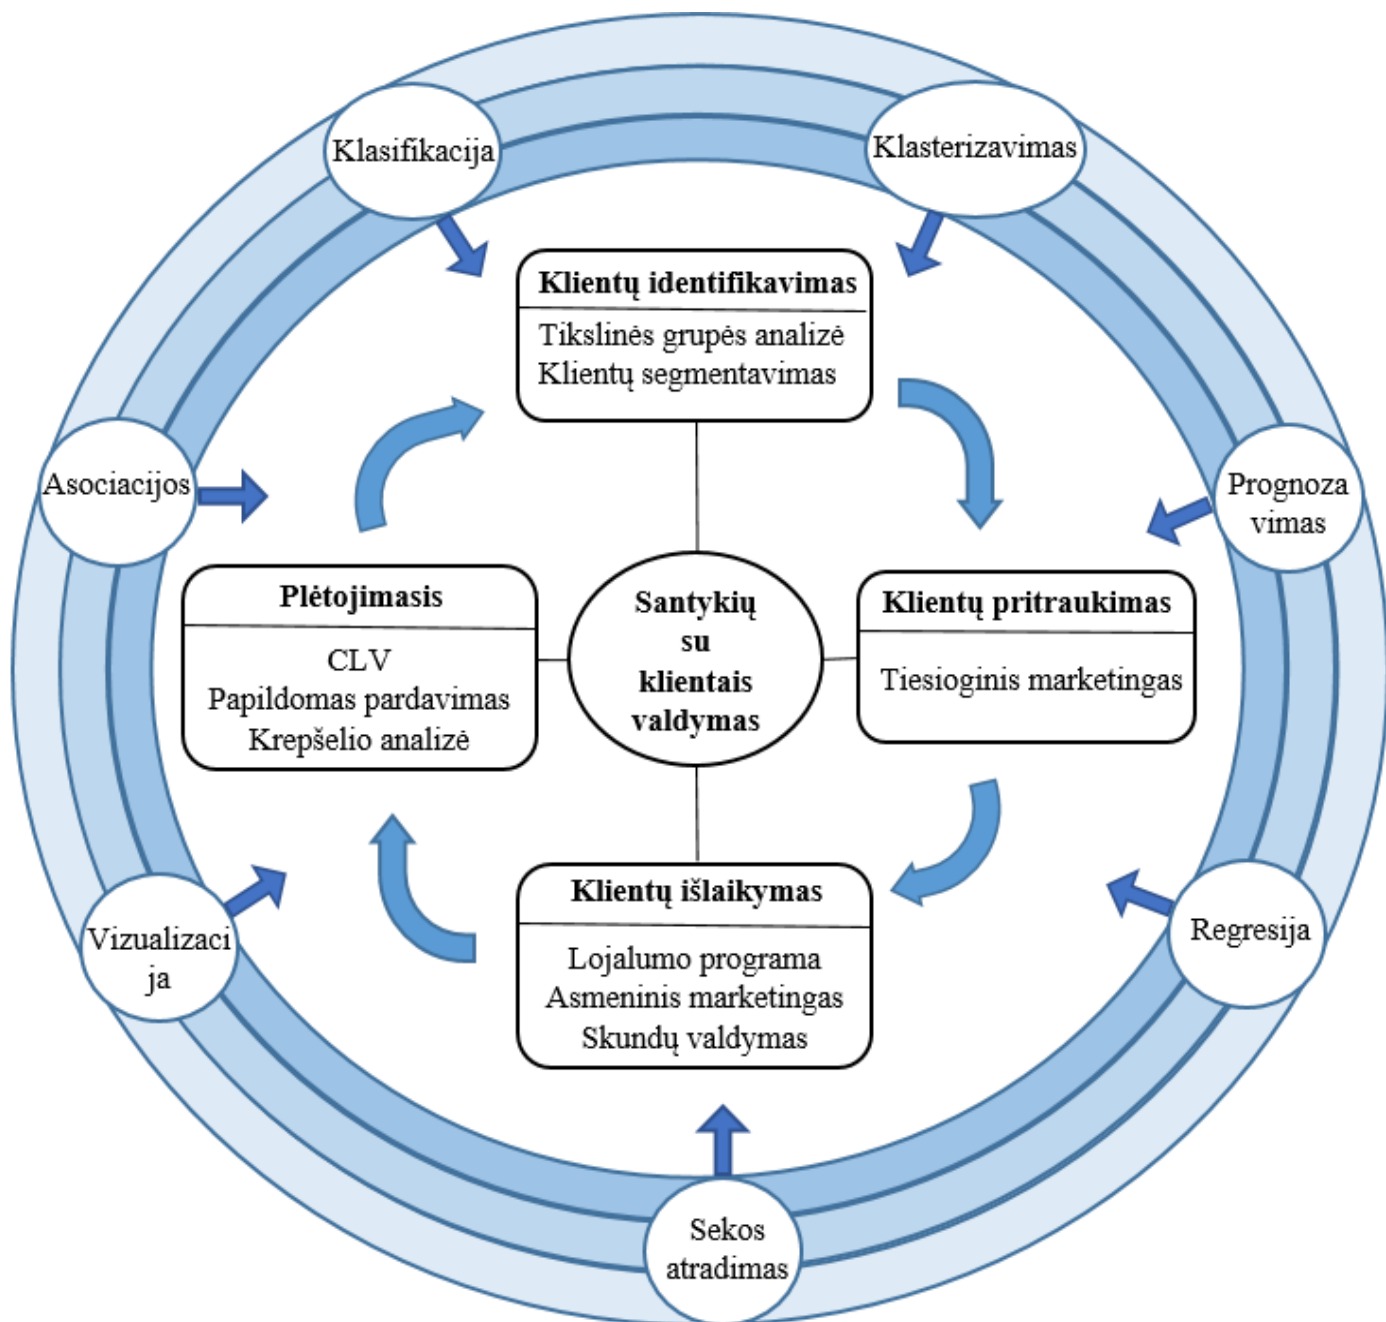 Klasifikacija
Klasterizavimas
Klientų identifikavimas
Tikslinės grupės analizė
Klientų segmentavimas
Asociacijos
Prognoza
vimas
Plėtojimasis
CLV
Papildomas pardavimas
Krepšelio analizė
Santykių
su
klientais
valdymas
Klientų pritraukimas
Tiesioginis marketingas
Vizualizaci
ja
Klientų išlaikymas
Lojalumo programa
Asmeninis marketingas
Skundų valdymas
Regresija
Sekos
atradimas